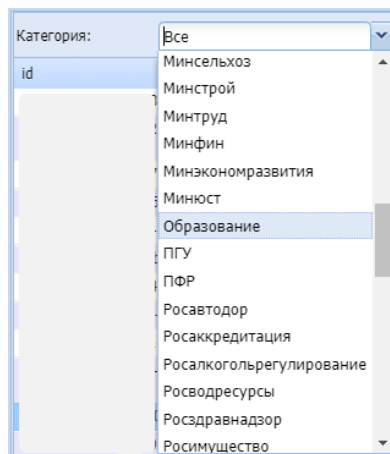 Категория:
Все
id
Минсельхоз
Минстрой
Минтруд
Минфин
Минэкономразвития
Минюст
Образование
ПГУ
ПФР
Росавтодор
Росаккредитация
Росалкогольрегулирование
Росводресурсы
Росздравнадзор
Росимущество